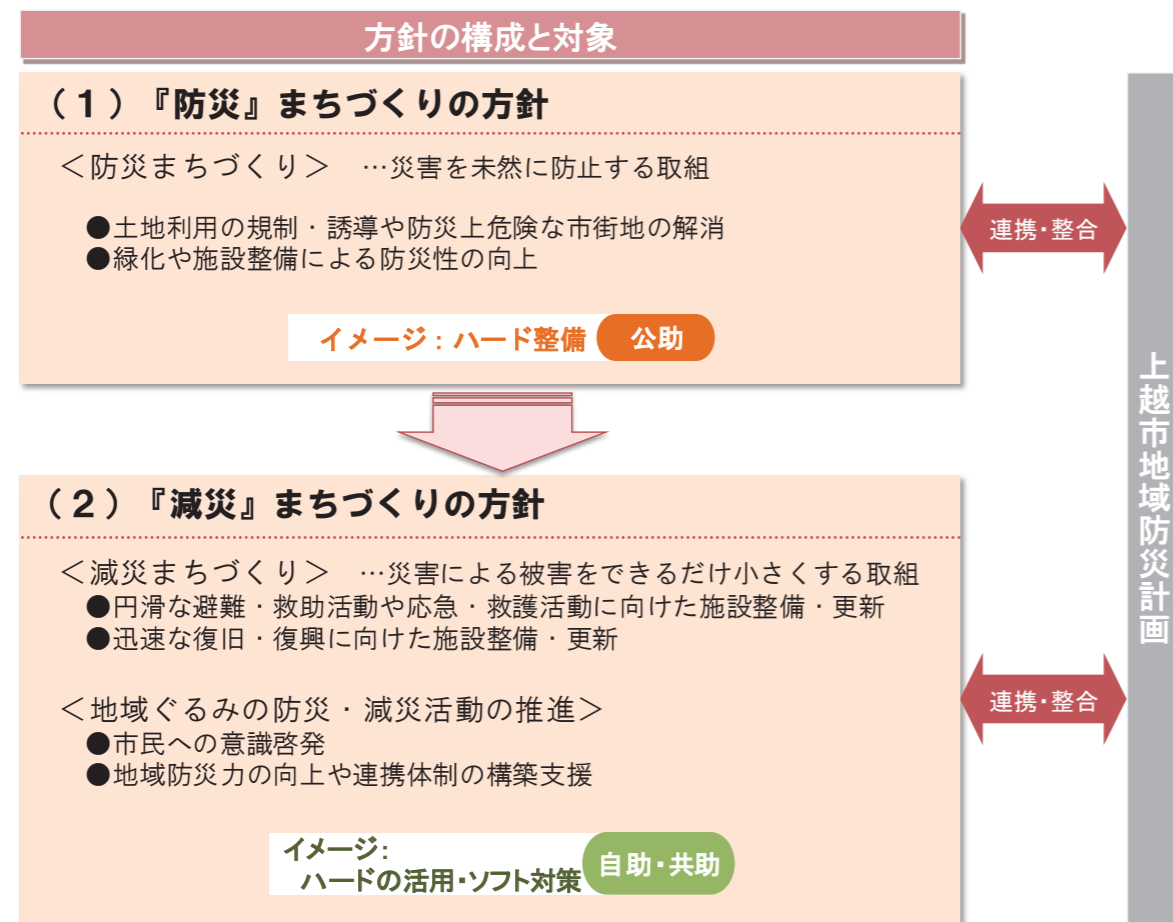 方針の構成と対象
(1)『防災』まちづくりの方針
＜防災まちづくり＞ …災害を未然に防止する取組
●土地利用の規制・誘導や防災上危険な市街地の解消
●緑化や施設整備による防災性の向上
イメージ：ハード整備 公助
連携・整合
(2)『減災』まちづくりの方針
＜減災まちづくり＞ …災害による被害をできるだけ小さくする取組
●円滑な避難・救助活動や応急・救護活動に向けた施設整備・更新
●迅速な復旧・復興に向けた施設整備・更新
＜地域ぐるみの防災・減災活動の推進＞
●市民への意識啓発
●地域防災力の向上や連携体制の構築支援
イメージ：
ハードの活用・ソフト対策 自助・共助
連携・整合
上越市地域防災計画